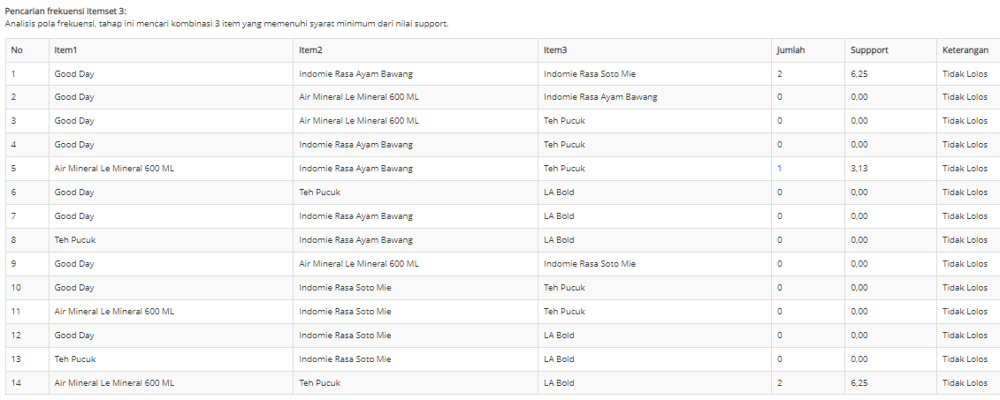 Pencarian frekuensi itemset 3:
Analisis pola frekuensi, tahap ini mencari kombinasi 3 item yang memenuhi syarat minimum dari nilai support.
No Item1 Item2 Item3 Jumlah Suppport Keterangan
1 Good Day Indomie Rasa Ayam Bawang Indomie Rasa Soto Mie 2 6,25 Tidak Lolos
2 Good Day Air Mineral Le Mineral 600 ML Indomie Rasa Ayam Bawang 0 0,00 Tidak Lolos
3 Good Day Air Mineral Le Mineral 600 ML Teh Pucuk 0 0,00 Tidak Lolos
4 Good Day Indomie Rasa Ayam Bawang Teh Pucuk 0 0,00 Tidak Lolos
5 Air Mineral Le Mineral 600 ML Indomie Rasa Ayam Bawang Teh Pucuk 1 3,13 Tidak Lolos
6 Good Day Teh Pucuk LA Bold 0 0,00 Tidak Lolos
7 Good Day Indomie Rasa Ayam Bawang LA Bold 0 0,00 Tidak Lolos
8 Teh Pucuk Indomie Rasa Ayam Bawang LA Bold 0 0,00 Tidak Lolos
9 Good Day Air Mineral Le Mineral 600 ML Indomie Rasa Soto Mie 0 0,00 Tidak Lolos
10 Good Day Indomie Rasa Soto Mie Teh Pucuk 0 0,00 Tidak Lolos
11 Air Mineral Le Mineral 600 ML Indomie Rasa Soto Mie Teh Pucuk 0 0,00 Tidak Lolos
12 Good Day Indomie Rasa Soto Mie LA Bold 0 0,00 Tidak Lolos
13 Teh Pucuk Indomie Rasa Soto Mie LA Bold 0 0,00 Tidak Lolos
14 Air Mineral Le Mineral 600 ML Teh Pucuk LA Bold 2 6,25 Tidak Lolos